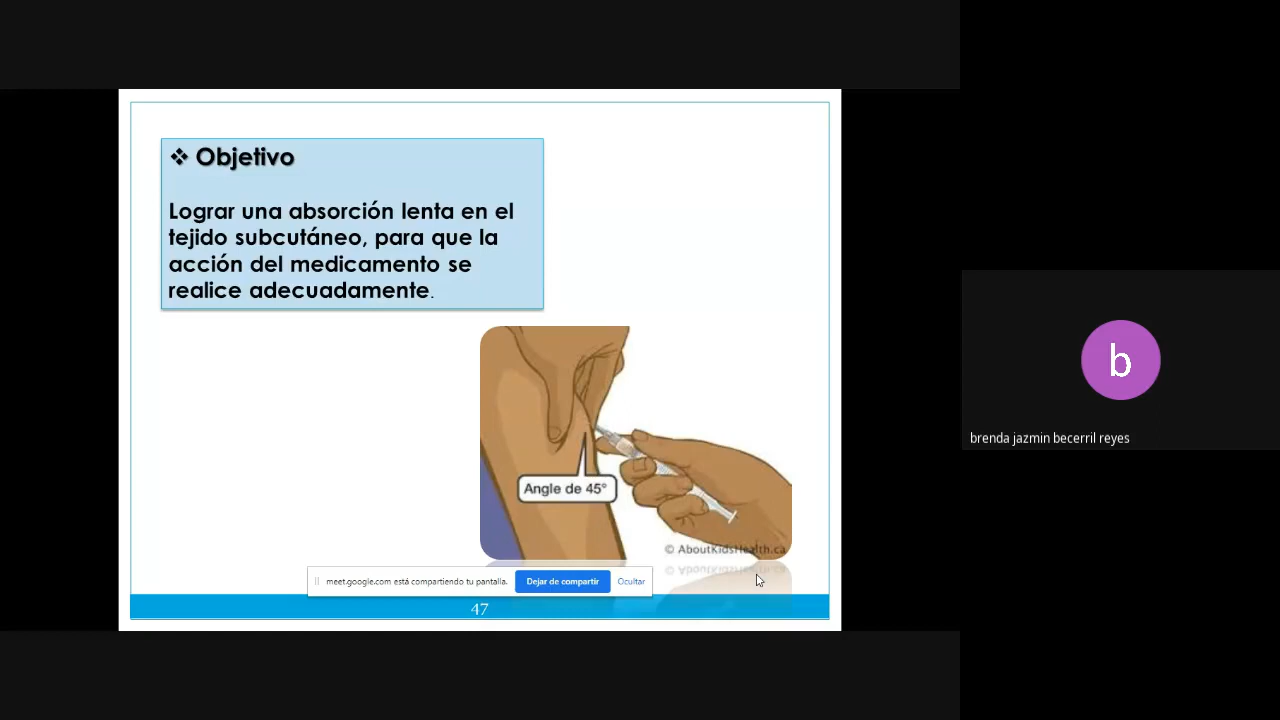 ❖ Objetivo
Lograr una absorción lenta en el
tejido subcutáneo, para que la
acción del medicamento se
realice adecuadamente.
Angle de 45°
© AboutKidsHealth.ca
meet.google.com está compartiendo tu pantalla.
Dejar de compartir
Ocultar
47
b
brenda jazmin becerril reyes